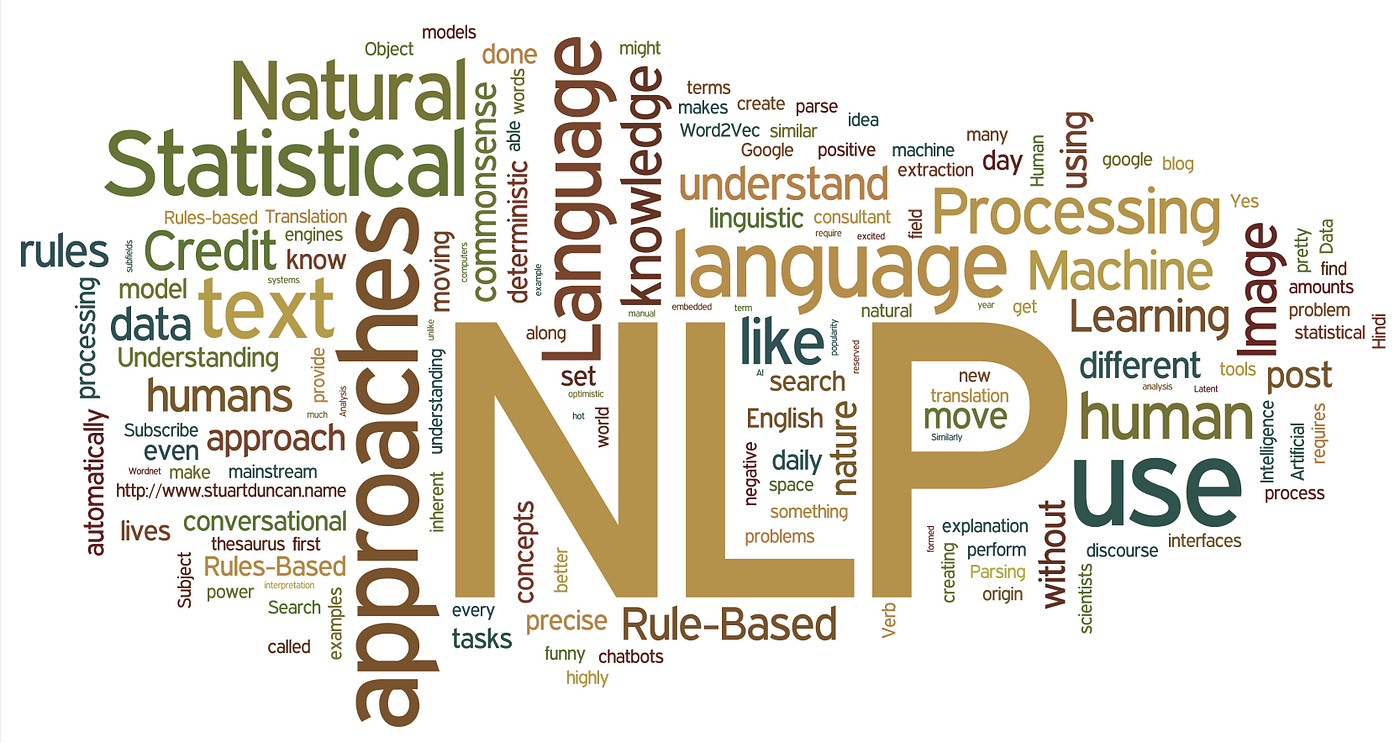 models
Object
done
might
Natural
Statistical
commonsense
words
able
deterministic
example
Language
knowledge
terms
makes
create
parse
idea
Word2Vec
similar
Google
positive
machine
many
extraction
day
Human
using
google
blog
understand
linguistic
consultant
require
excited
field
Processing
Yes
language
Machine
Image
pretty
Data
find
amounts
problem
statistical
Hindi
Rules-based
Translation
engines
rules
subfields
Credit
know
systems
model
text
data
processing
Understanding
humans
provide
much
Analysis
approaches
moving
computers
unlike
understanding
inherent
manual
embedded
term
natural
year
get
Learning
along
set
optimistic
hot
world
NLP
like
popularity
reserved
AI
search
English
nature
negative
daily
space
something
problems
new
translation
move
Similarly
different
tools
analysis
Latent
post
human
Intelligence
Artificial
requires
process
use
Subscribe
even
approach
Wordnet
make
mainstream
http://www.stuartduncan.name
automatically
lives
conversational
thesaurus
first
Subject
Rules-Based
power
interpretation
Search
examples
called
concepts
better
every
tasks
precise
Rule-Based
funny
chatbots
highly
Verb
formed
creating
explanation
perform
Parsing
origin
without
discourse
interfaces
scientists